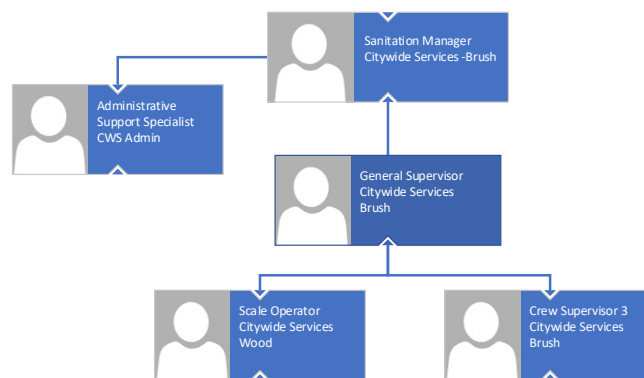 Sanitation Manager
Citywide Services -Brush
Administrative
Support Specialist
CWS Admin
General Supervisor
Citywide Services
Brush
Scale Operator
Citywide Services
Wood
Crew Supervisor 3
Citywide Services
Brush